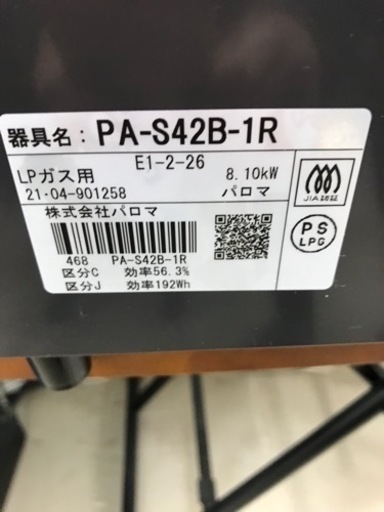 器具名： PA-S42B-1R
E1-2-26
LPガス用 8.10kW
21·04-901258 パロマ
株式会社パロマ
JIA認証
PS
LPG
468 PA-S42B-1R
区分C 効率56.3%
区分J 効率192Wh